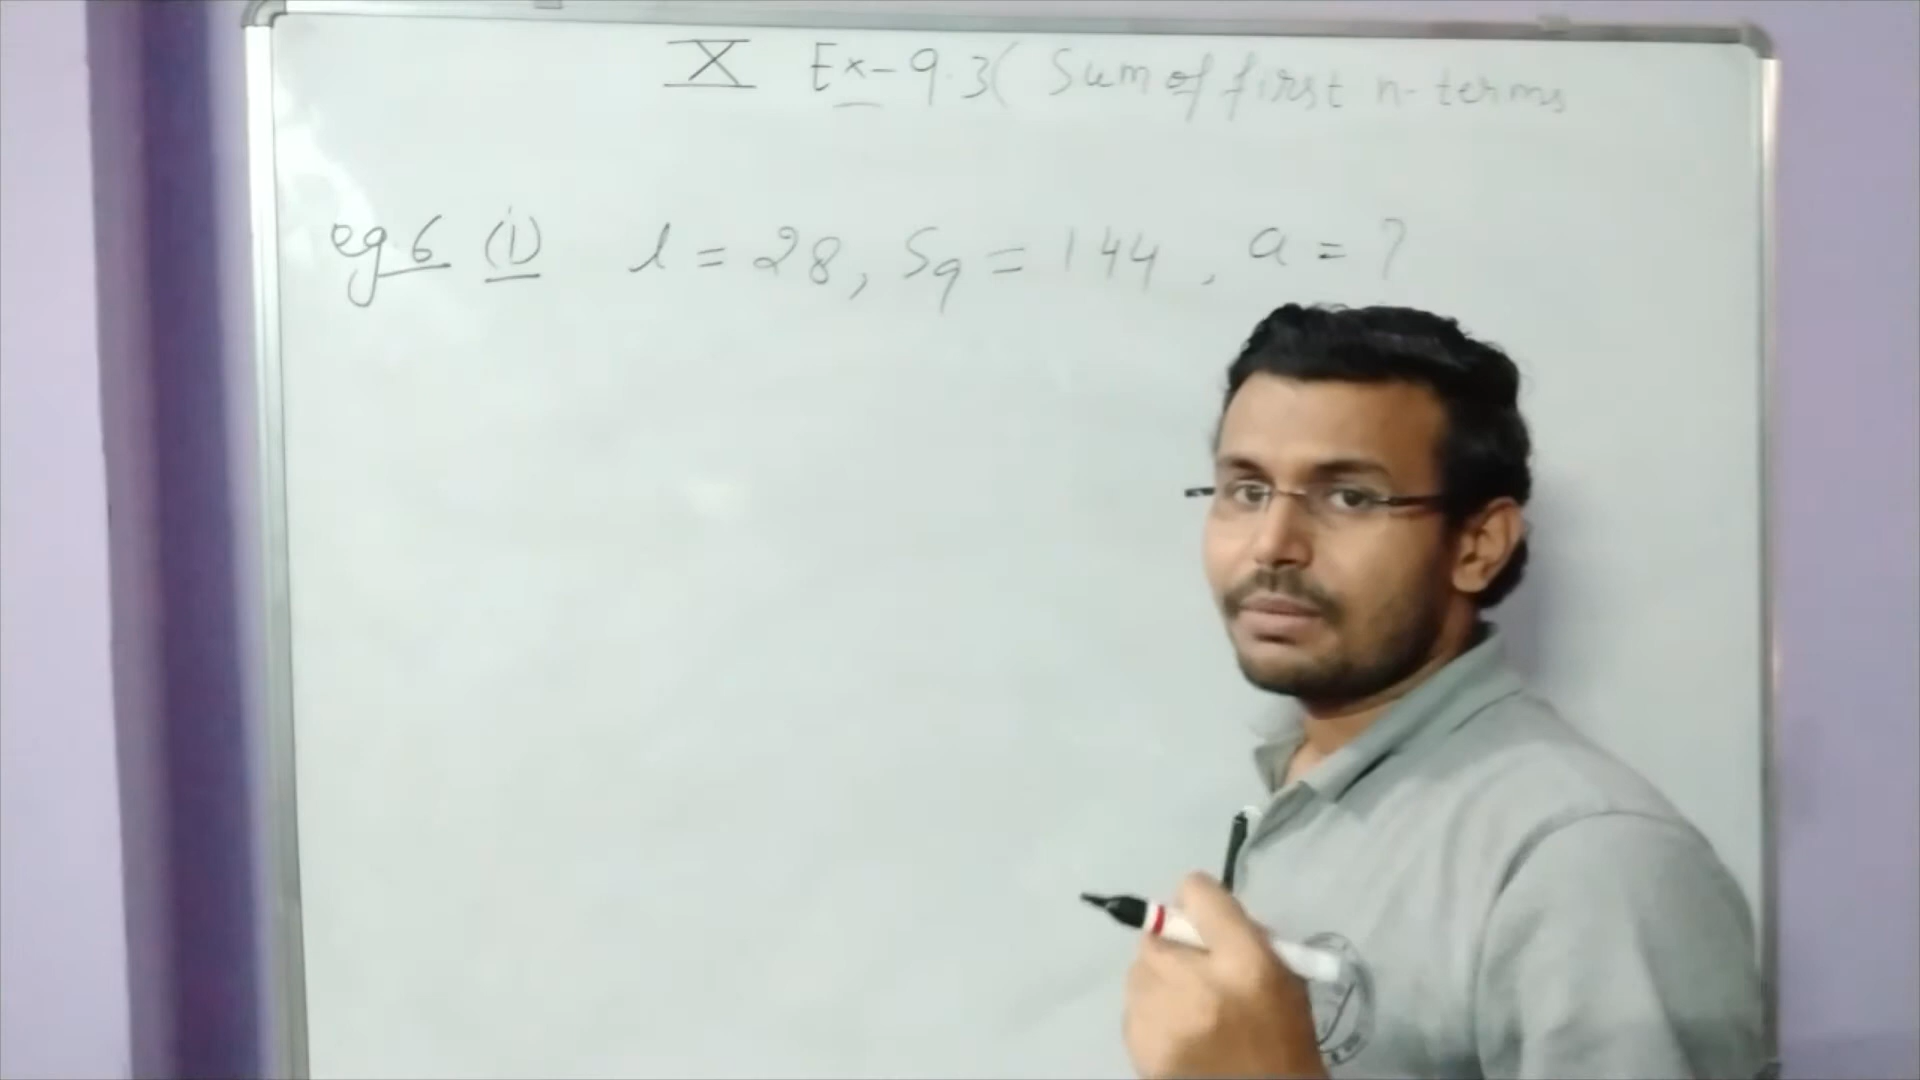 X Ex-9.3( Sum of first n-terms
eg.6 (i) l = 28, S9 = 144, a = ?